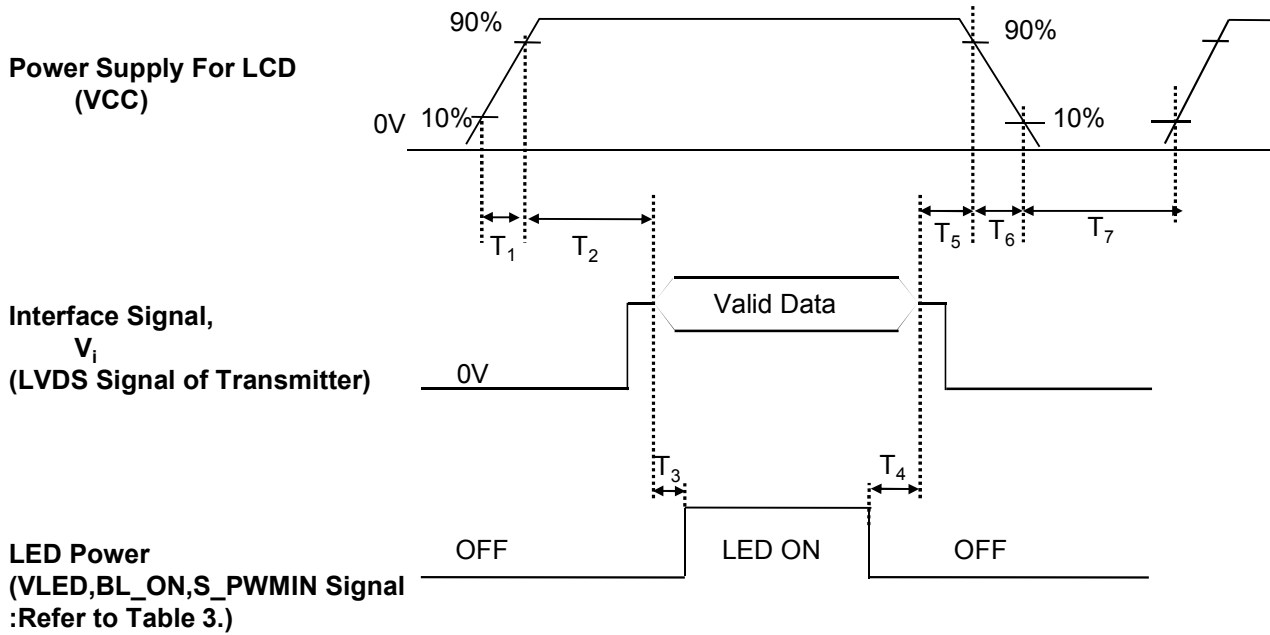 90%
90%
Power Supply For LCD
(VCC)
0V 10%
10%
T1
T2
T5
T6
T7
Interface Signal,
Vi
(LVDS Signal of Transmitter)
Valid Data
0V
T3
T4
LED Power
(VLED,BL_ON,S_PWMIN Signal
:Refer to Table 3.)
OFF
LED ON
OFF